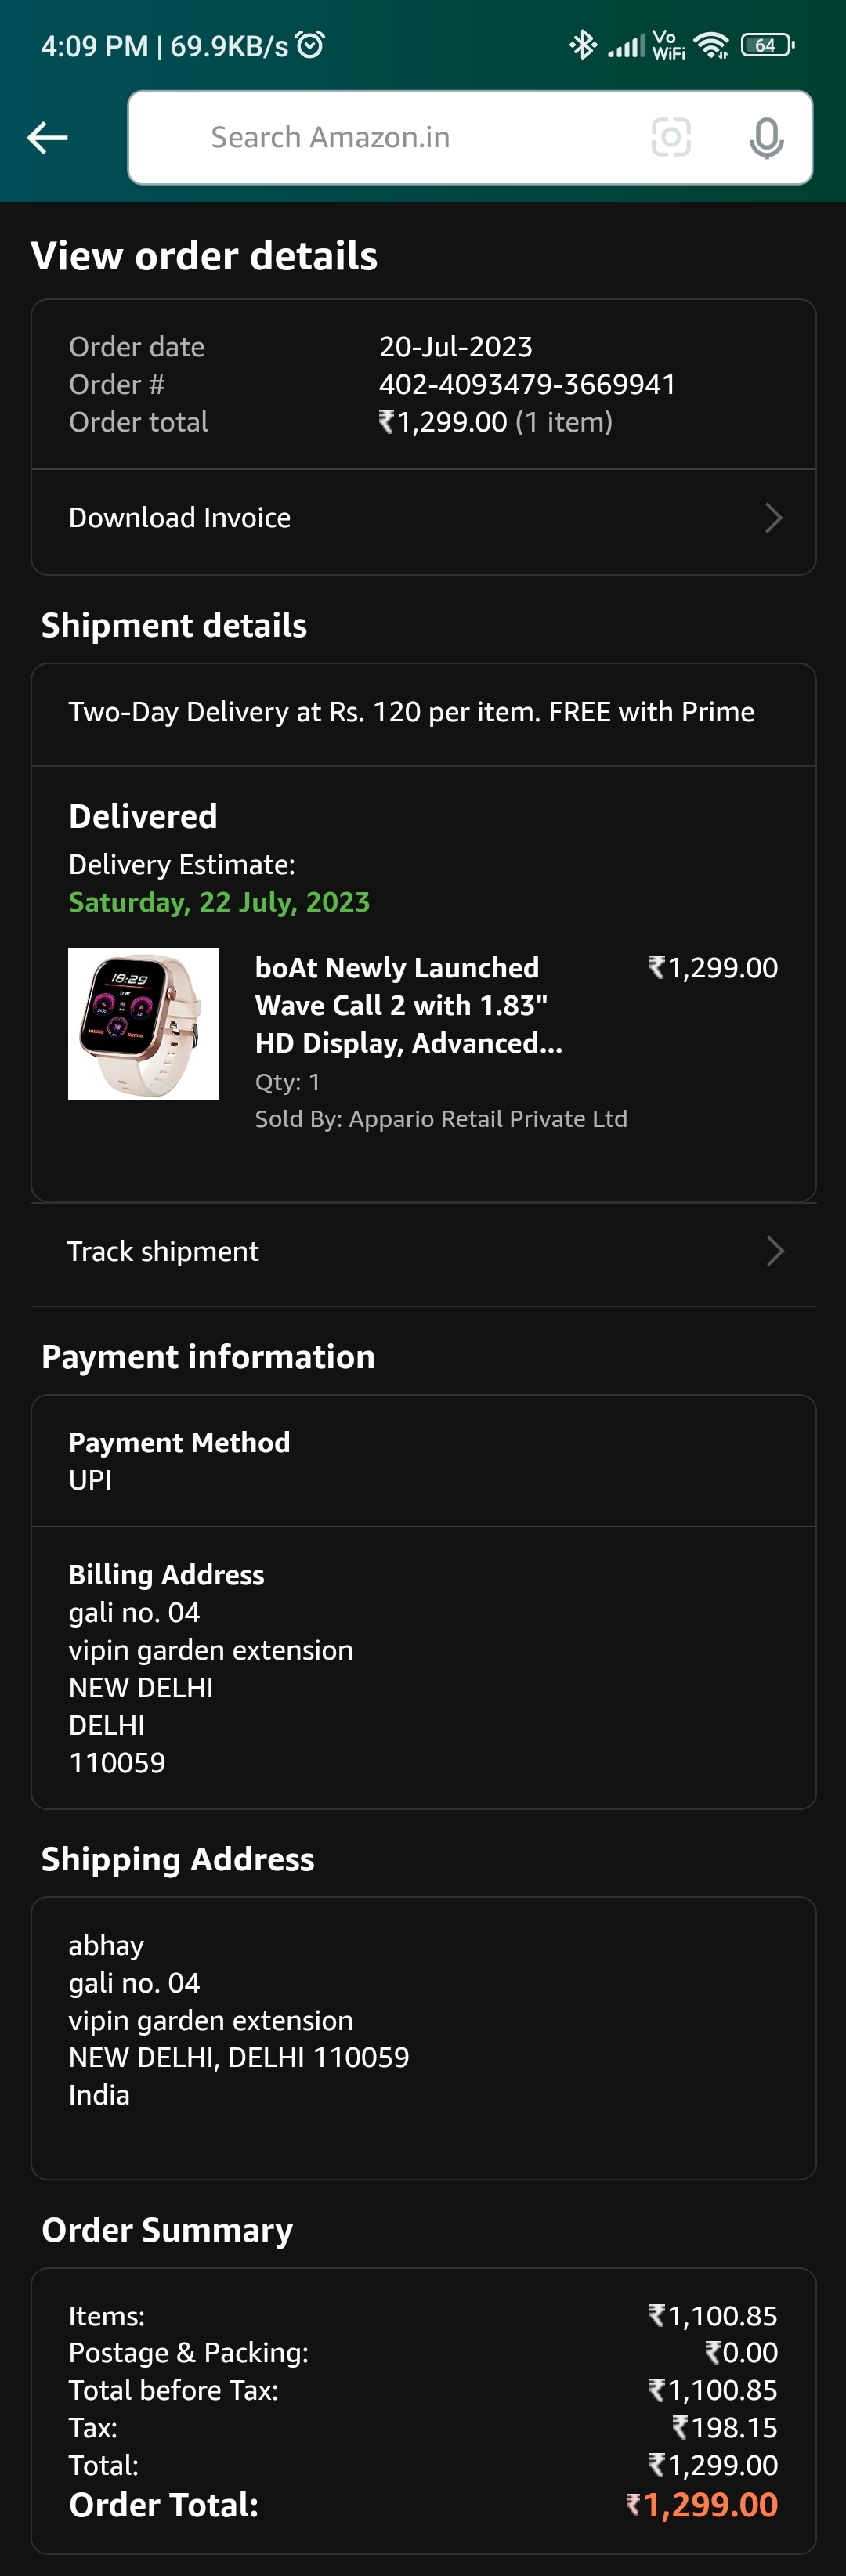 4:09 PM | 69.9KB/s
Vo WiFi
64
Search Amazon.in
View order details
Order date 20-Jul-2023
Order # 402-4093479-3669941
Order total ₹1,299.00 (1 item)
Download Invoice
Shipment details
Two-Day Delivery at Rs. 120 per item. FREE with Prime
Delivered
Delivery Estimate:
Saturday, 22 July, 2023
18:29
boAt Newly Launched ₹1,299.00
Wave Call 2 with 1.83"
HD Display, Advanced...
Qty: 1
Sold By: Appario Retail Private Ltd
Track shipment
Payment information
Payment Method
UPI
Billing Address
gali no. 04
vipin garden extension
NEW DELHI
DELHI
110059
Shipping Address
abhay
gali no. 04
vipin garden extension
NEW DELHI, DELHI 110059
India
Order Summary
Items: ₹1,100.85
Postage & Packing: ₹0.00
Total before Tax: ₹1,100.85
Tax: ₹198.15
Total: ₹1,299.00
Order Total: ₹1,299.00